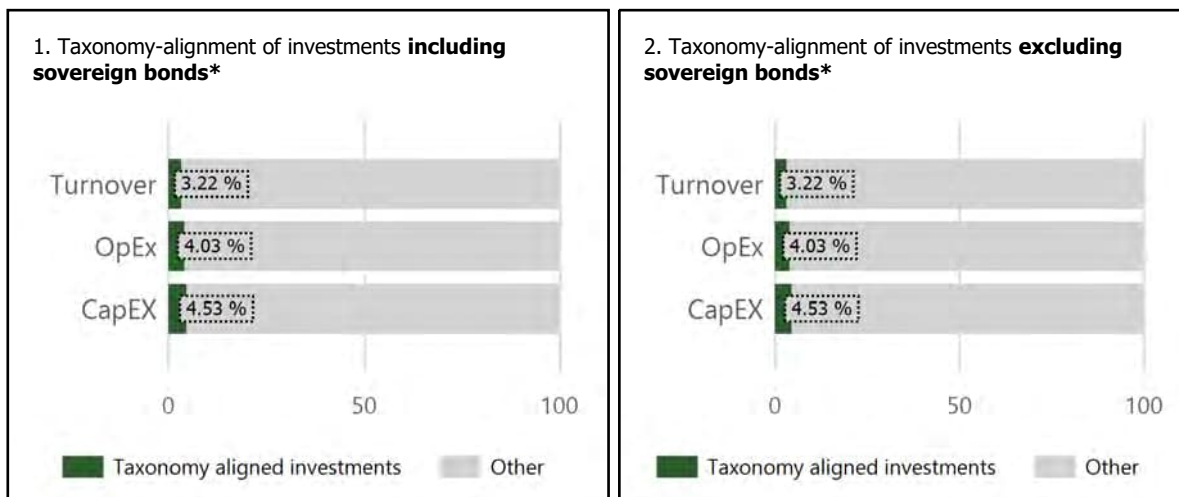 1. Taxonomy-alignment of investments including
sovereign bonds*
Turnover
3.22 %
OpEx
4.03 %
CapEX
4.53 %
0 50 100
Taxonomy aligned investments Other
2. Taxonomy-alignment of investments excluding
sovereign bonds*
Turnover
3.22 %
OpEx
4.03 %
CapEX
4.53 %
0 50 100
Taxonomy aligned investments Other